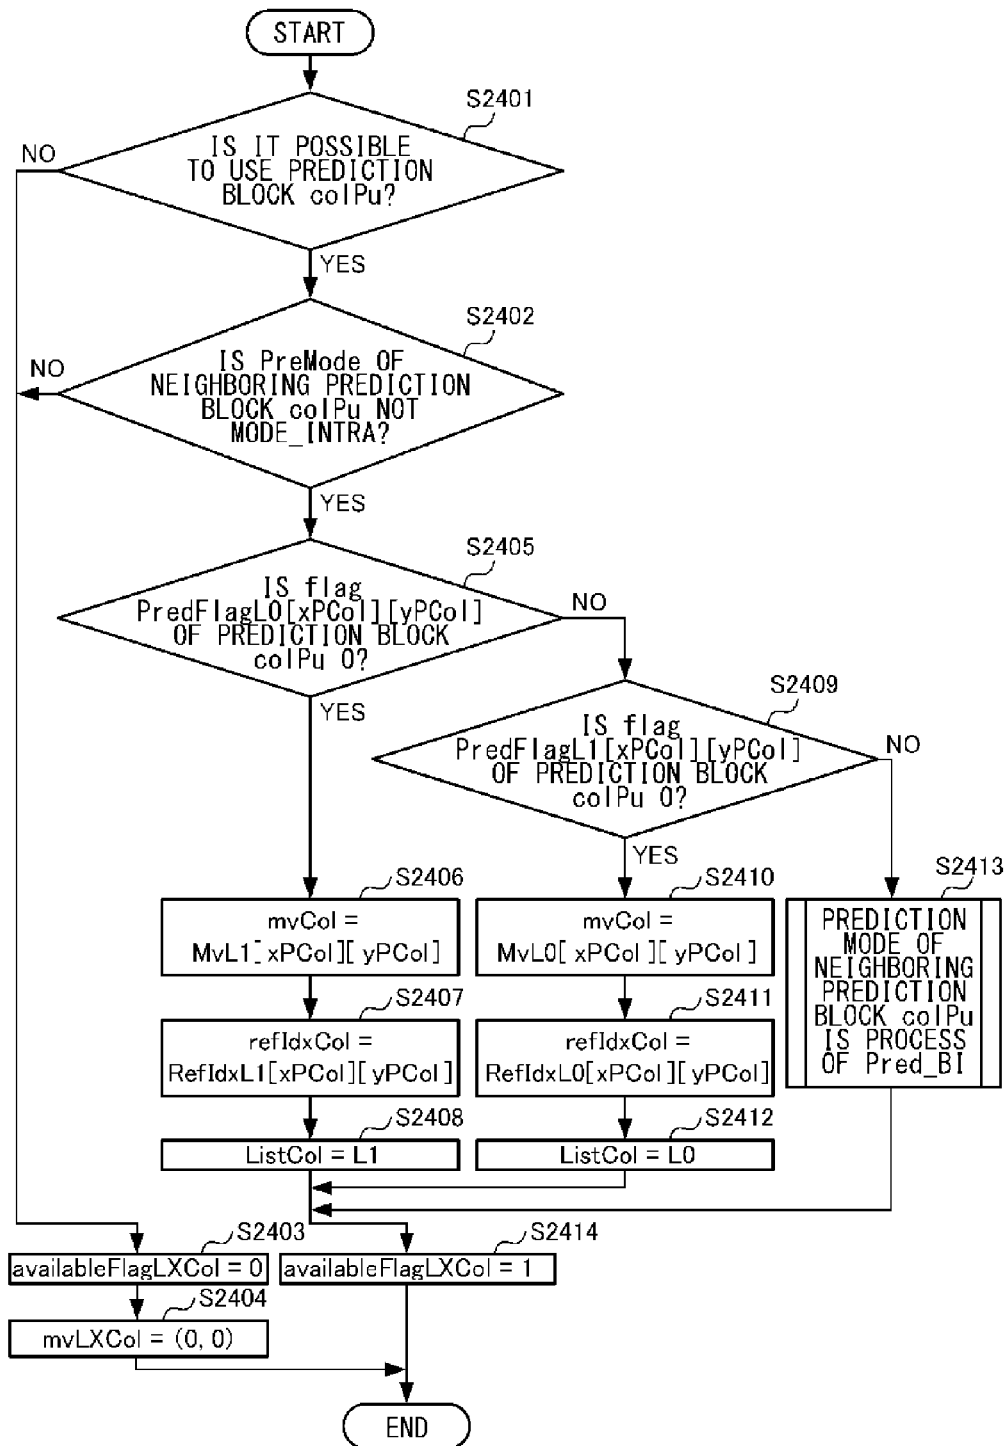 START
S2401
IS IT POSSIBLE
TO USE PREDICTION
BLOCK colPu?
NO
YES
S2402
IS PreMode OF
NEIGHBORING PREDICTION
BLOCK colPu NOT
MODE_INTRA?
NO
YES
S2405
IS flag
PredFlagL0[xPCol][yPCol]
OF PREDICTION BLOCK
colPu 0?
NO
YES
S2409
IS flag
PredFlagL1[xPCol][yPCol]
OF PREDICTION BLOCK
colPu 0?
NO
YES
S2406
mvCol =
MvL1[ xPCol][ yPCol]
S2407
refIdxCol =
RefIdxL1[xPCol][ yPCol]
S2408
ListCol = L1
S2410
mvCol =
MvL0[ xPCol ][ yPCol]
S2411
refIdxCol =
RefIdxL0[xPCol][ yPCol]
S2412
ListCol = L0
S2413
PREDICTION
MODE OF
NEIGHBORING
PREDICTION
BLOCK colPu
IS PROCESS
OF Pred_BI
S2403
availableFlagLXCol = 0
S2404
mvLXCol = (0, 0)
S2414
availableFlagLXCol = 1
END